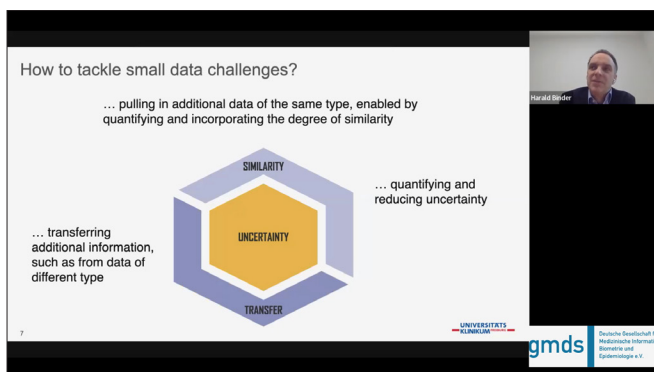 How to tackle small data challenges?
… pulling in additional data of the same type, enabled by
quantifying and incorporating the degree of similarity
SIMILARITY
… quantifying and
reducing uncertainty
UNCERTAINTY
… transferring
additional information,
such as from data of
different type
TRANSFER
7
UNIVERSITÄTS
KLINIKUM
Harald Binder
gmds
Deutsche Gesellschaft
Medizinische Informati
Biometrie und
Epidemiologie e.V.